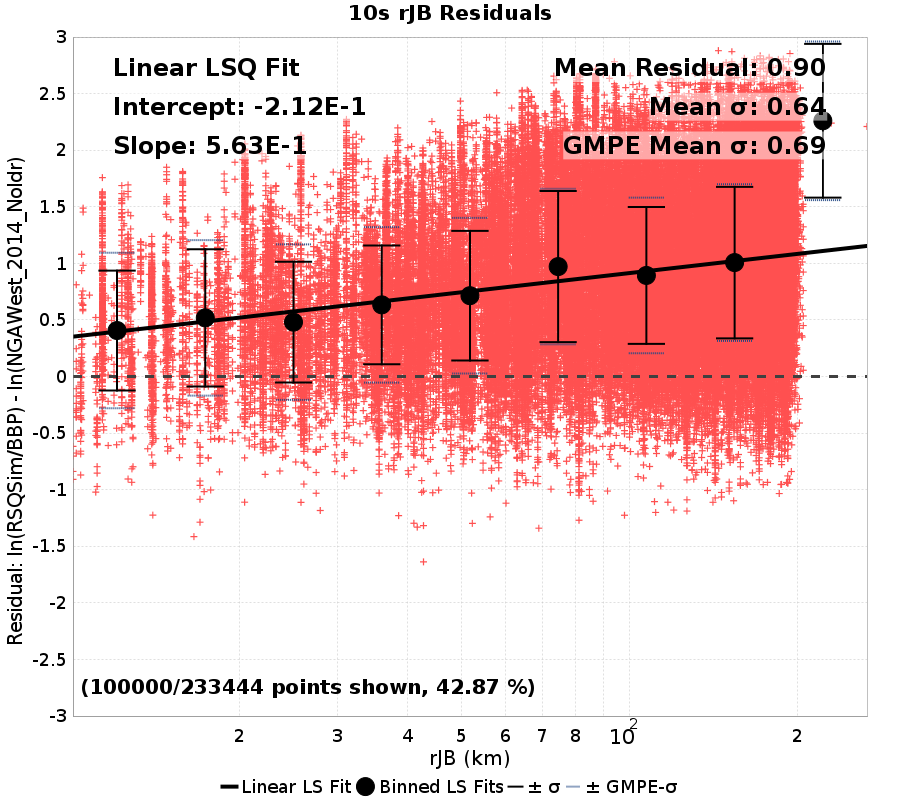 10s rJB Residuals
Linear LSQ Fit
Intercept: -2.12E-1
Slope: 5.63E-1
Mean Residual: 0.90
Mean σ: 0.64
GMPE Mean σ: 0.69
3
2.5
2
1.5
1
0.5
0
-0.5
-1
-1.5
-2
-2.5
-3
Residual: ln(RSQSim/BBP) - ln(NGAWest_2014_NoIdr)
(100000/233444 points shown, 42.87 %)
2 3 4 5 6 7 8 10² 2
rJB (km)
Linear LS Fit Binned LS Fits ± σ ± GMPE-σ